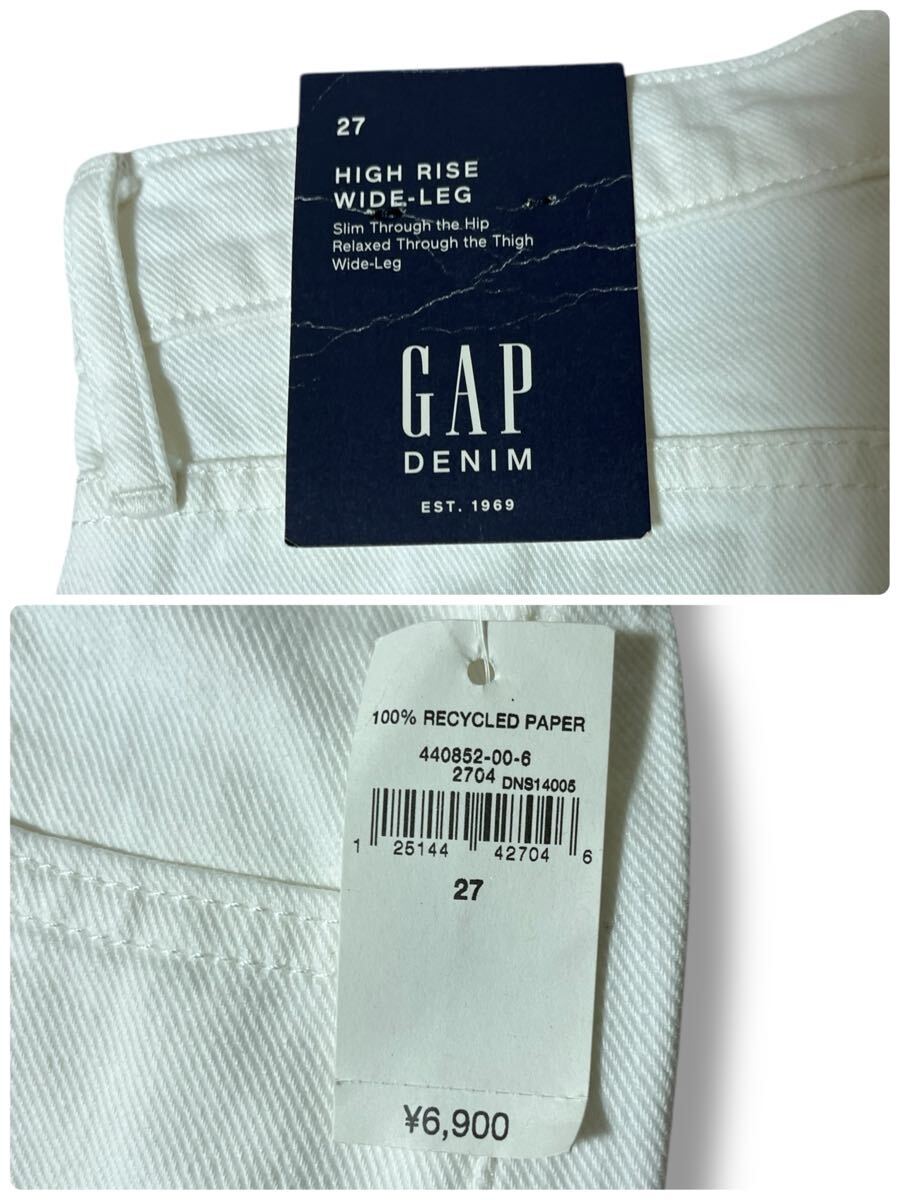 27
HIGH RISE
WIDE-LEG
Slim Through the Hip
Relaxed Through the Thigh
Wide-Leg
GAP
DENIM
EST. 1969
100% RECYCLED PAPER
440852-00-6
2704 DNS14005
1 25144 42704 6
27
¥6,900